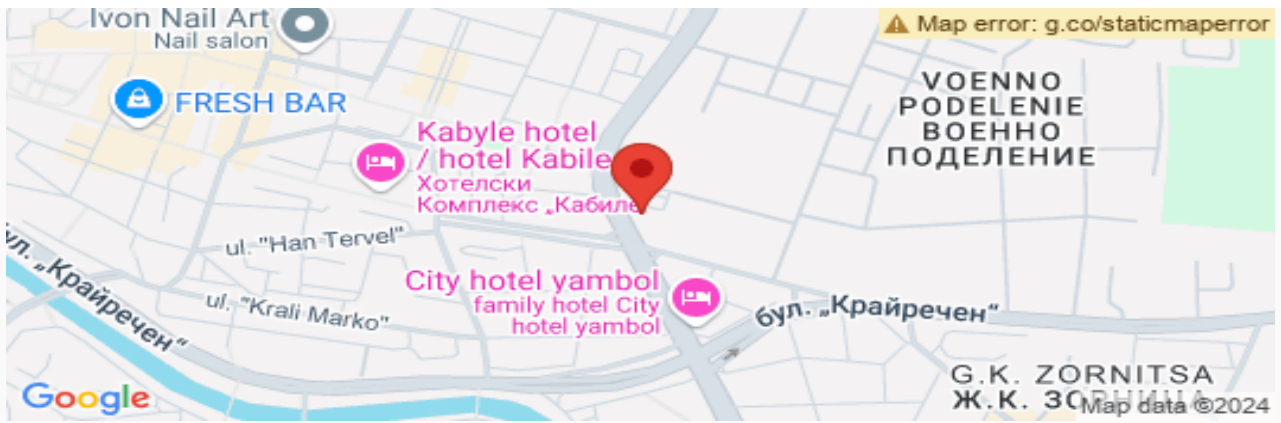 Ivon Nail Art
Nail salon
Map error: g.co/staticmaperror
FRESH BAR
VOENNO
PODELENIE
ВОЕННО
ПОДЕЛЕНИЕ
Kabyle hotel
/ hotel Kabile
Хотелски
Комплекс „Кабиле
ul. "Han Tervel"
бул. „Крайречен“
City hotel yambol
family hotel City
hotel yambol
ul. "Krali Marko"
бул. „Крайречен“
G.K. ZORNITSA
Ж.К. ЗОРНИЦА
Google
Map data ©2024